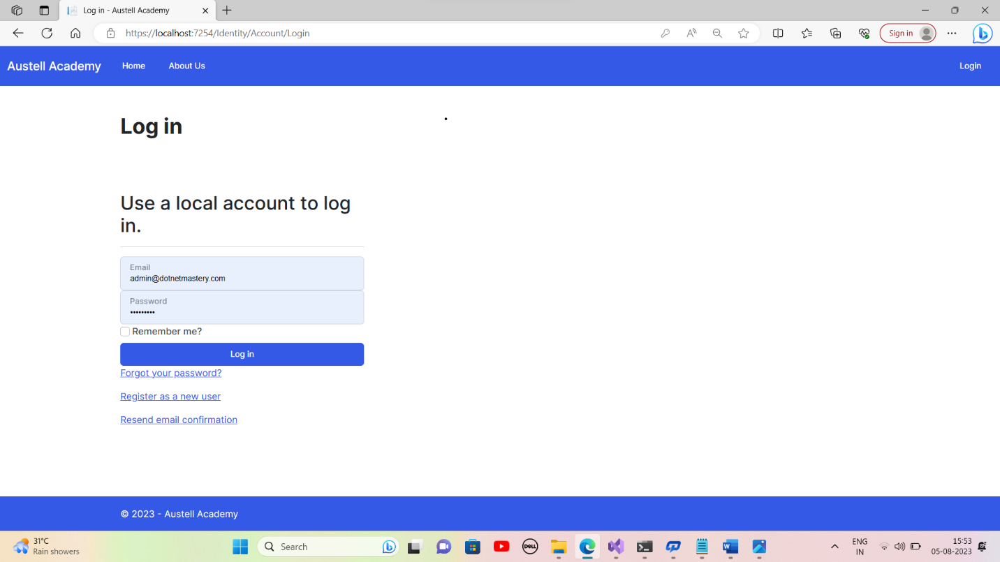 Log in - Austell Academy
https://localhost:7254/Identity/Account/Login
Sign in
Austell Academy
Home
About Us
Login
Log in
Use a local account to log
in.
Email
admin@dotnetmastery.com
Password
Remember me?
Log in
Forgot your password?
Register as a new user
Resend email confirmation
© 2023 - Austell Academy
31°C
Rain showers
Search
DELL
ENG
IN
15:53
05-08-2023